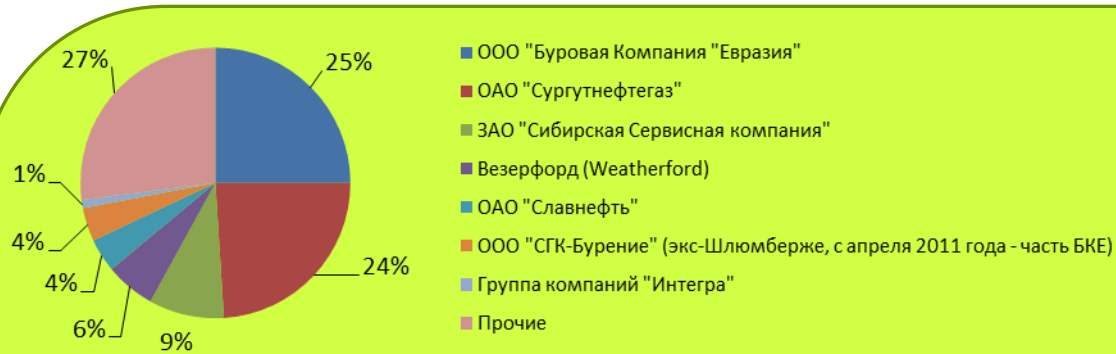 27%
25%
1%
4%
4%
6%
9%
24%
ООО "Буровая Компания "Евразия"
ОАО "Сургутнефтегаз"
ЗАО "Сибирская Сервисная компания"
Везерфорд (Weatherford)
ОАО "Славнефть"
ООО "СГК-Бурение" (экс-Шлюмберже, с апреля 2011 года - часть БКЕ)
Группа компаний "Интегра"
Прочие